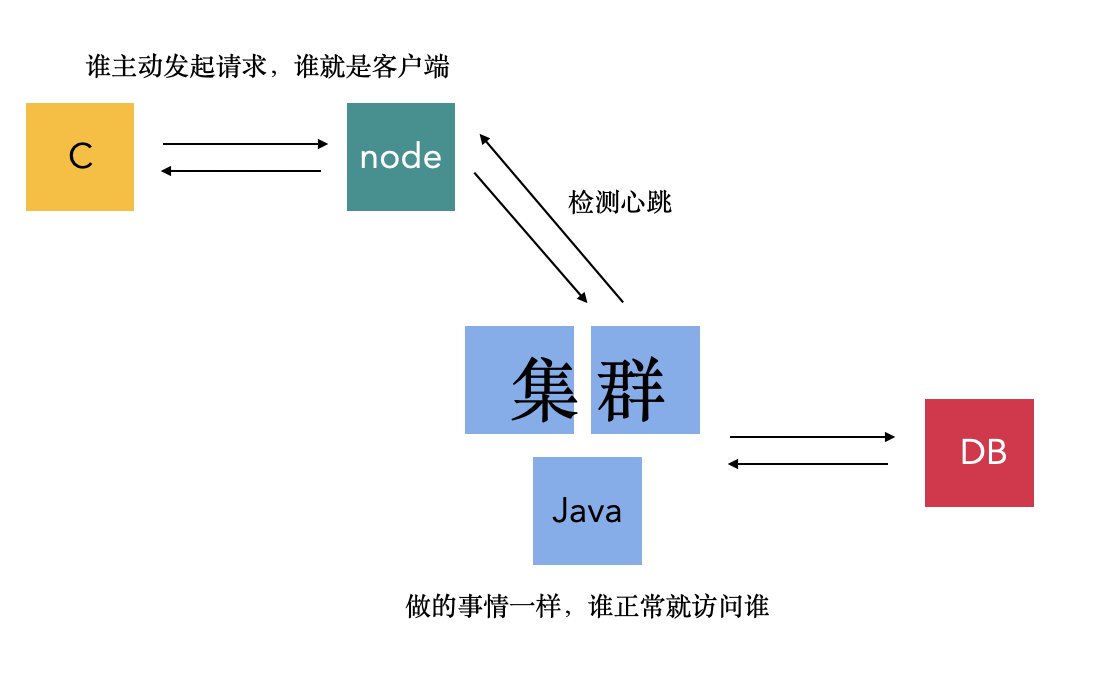 谁主动发起请求，谁就是客户端
C
node
检测心跳
集群
DB
Java
做的事情一样，谁正常就访问谁